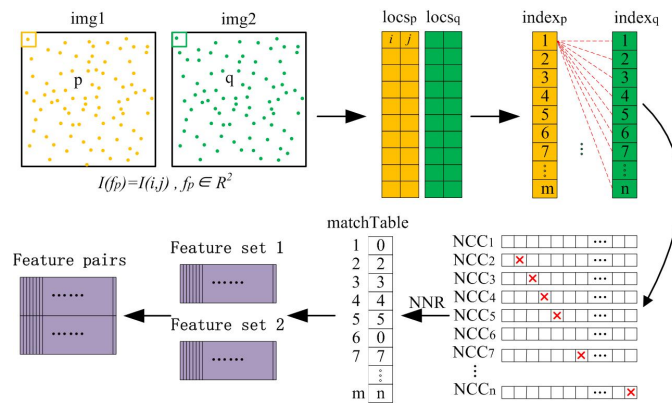 img1
img2
p
q
I(fp)=I(i,j) , fp ∈ R²
locsp
locsq
i j
indexp
indexq
1
2
3
4
5
6
7
⋮
m
1
2
3
4
5
6
7
⋮
n
⋮
Feature pairs
......
......
Feature set 1
......
Feature set 2
......
matchTable
1 0
2 2
3 3
4 4
5 5
6 0
7 7
⋮
m n
NNR
NCC1 ...
NCC2 ...
NCC3 ...
NCC4 ...
NCC5 ...
NCC6 ...
NCC7 ...
⋮
NCCn ...